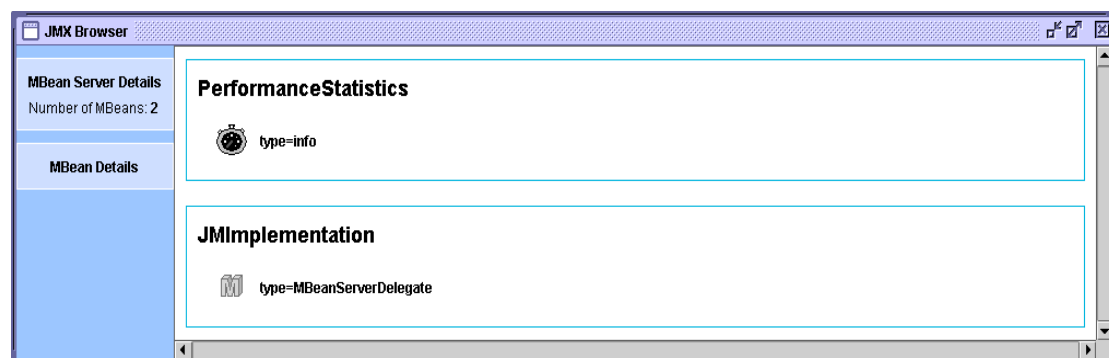 JMX Browser
MBean Server Details
Number of MBeans: 2
MBean Details
PerformanceStatistics
type=info
JMImplementation
type=MBeanServerDelegate